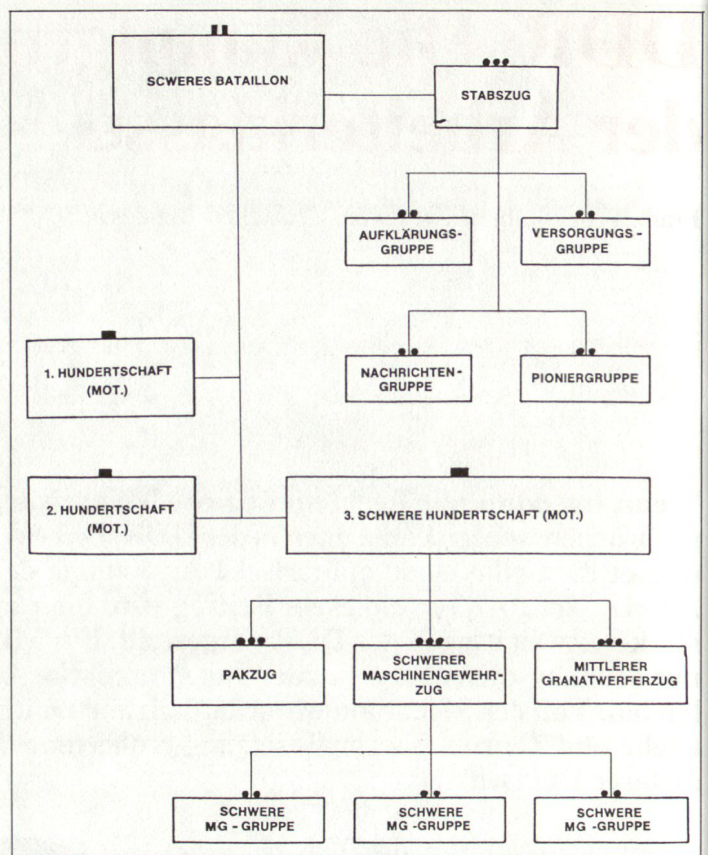 SCWERES BATAILLON
STABSZUG
AUFKLÄRUNGS-
GRUPPE
VERSORGUNGS-
GRUPPE
NACHRICHTEN-
GRUPPE
PIONIERGRUPPE
1. HUNDERTSCHAFT
(MOT.)
2. HUNDERTSCHAFT
(MOT.)
3. SCHWERE HUNDERTSCHAFT (MOT.)
PAKZUG
SCHWERER
MASCHINENGEWEHR-
ZUG
MITTLERER
GRANATWERFERZUG
SCHWERE
MG - GRUPPE
SCHWERE
MG -GRUPPE
SCHWERE
MG -GRUPPE